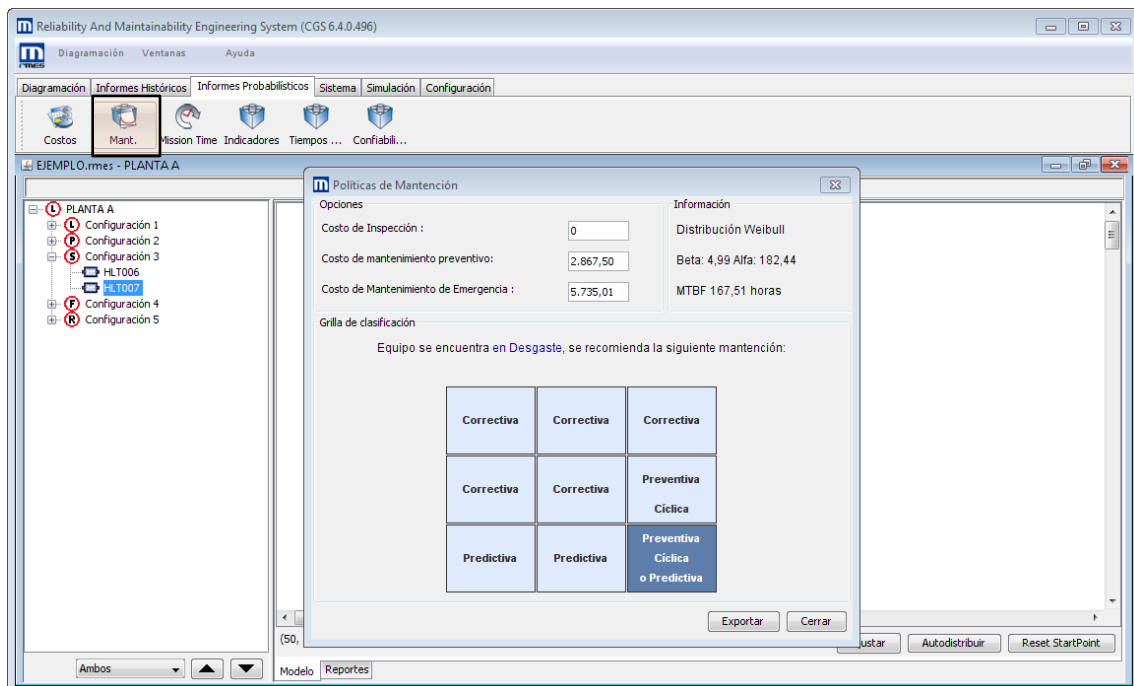 Reliability And Maintainability Engineering System (CGS 6.4.0.496)
Diagramación Ventanas Ayuda
rmes
Diagramación Informes Históricos Informes Probabilísticos Sistema Simulación Configuración
Costos Mant. Mission Time Indicadores Tiempos ... Confiabili...
EJEMPLO.rmes - PLANTA A
PLANTA A
L Configuración 1
P Configuración 2
S Configuración 3
HLT006
HLT007
F Configuración 4
R Configuración 5
Políticas de Mantención
Opciones
Costo de Inspección : 0
Costo de mantenimiento preventivo: 2.867,50
Costo de Mantenimiento de Emergencia : 5.735,01
Información
Distribución Weibull
Beta: 4,99 Alfa: 182,44
MTBF 167,51 horas
Grilla de clasificación
Equipo se encuentra en Desgaste, se recomienda la siguiente mantención:
Correctiva Correctiva Correctiva
Correctiva Correctiva Preventiva
Cíclica
Predictiva Predictiva Preventiva
Cíclica
o Predictiva
Exportar Cerrar
(50, ustar Autodistribuir Reset StartPoint
Ambos Modelo Reportes